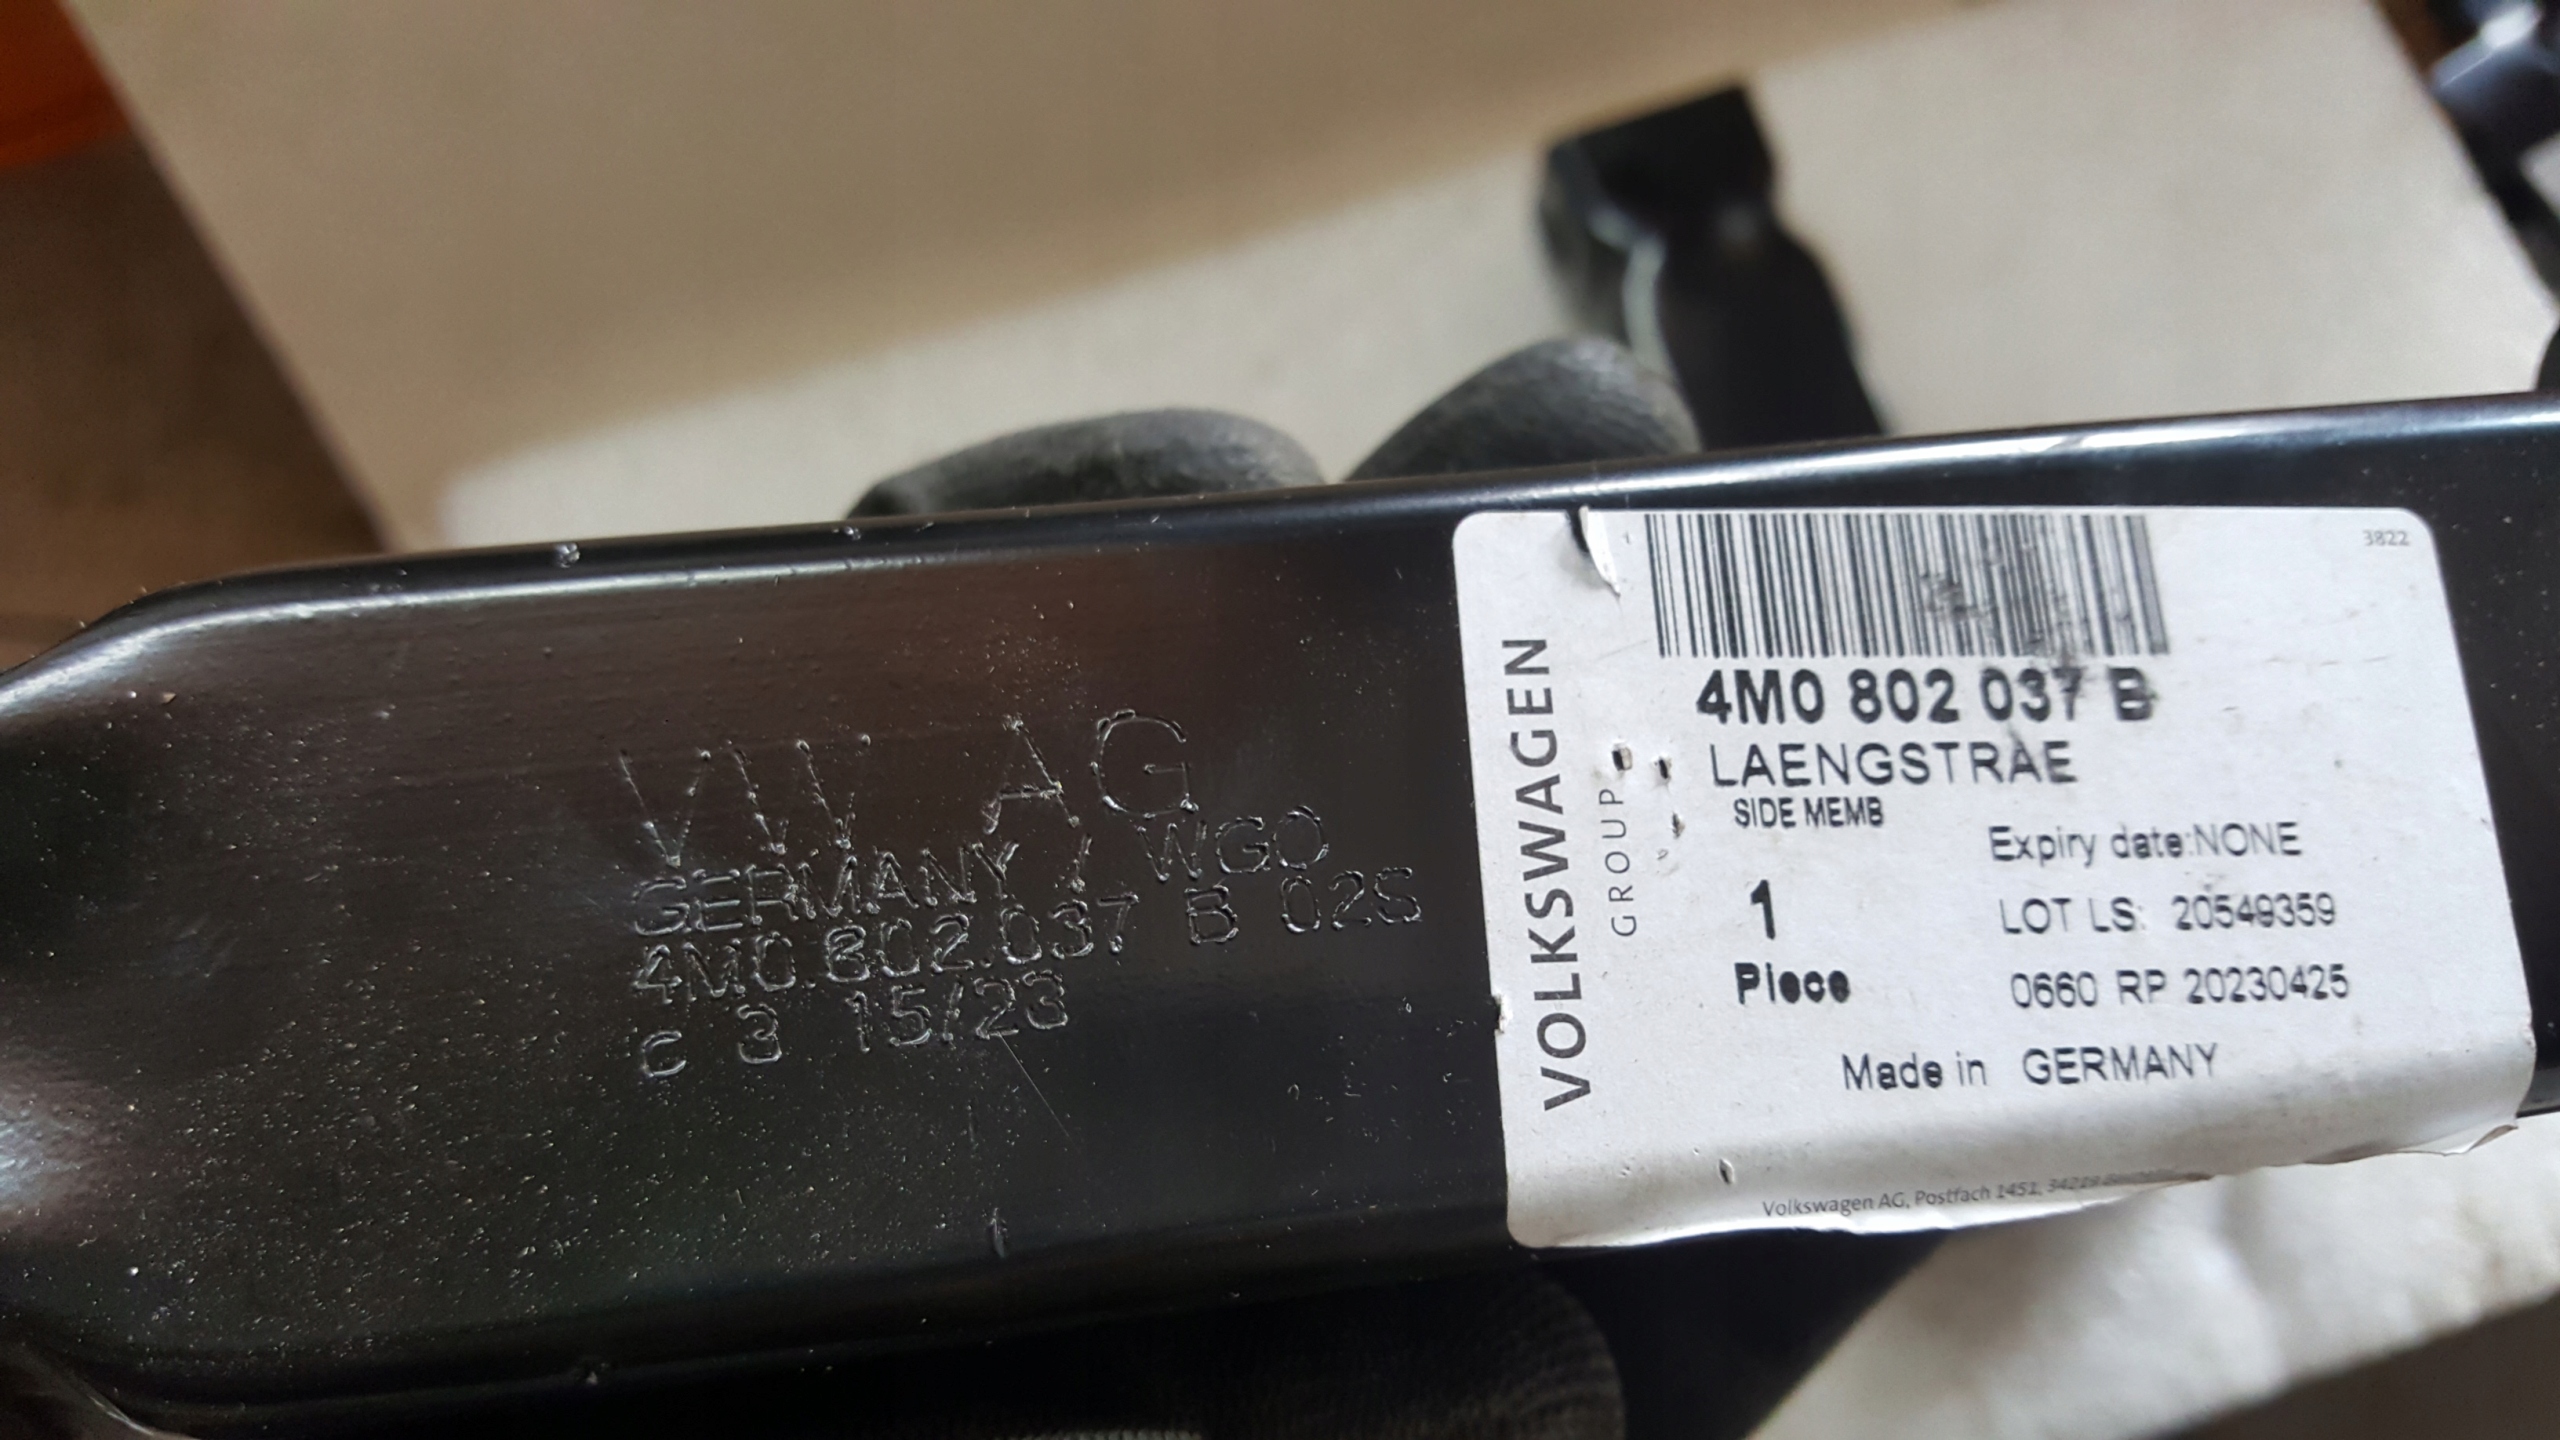 VW AG
GERMANY / WGO
4M0.802.037 B 02S
C 3 15/23
VOLKSWAGEN
GROUP
3822
4M0 802 037 B
LAENGSTRAE
SIDE MEMB
Expiry date:NONE
1
LOT LS: 20549359
Piece
0660 RP 20230425
Made in GERMANY
Volkswagen AG, Postfach 1451,